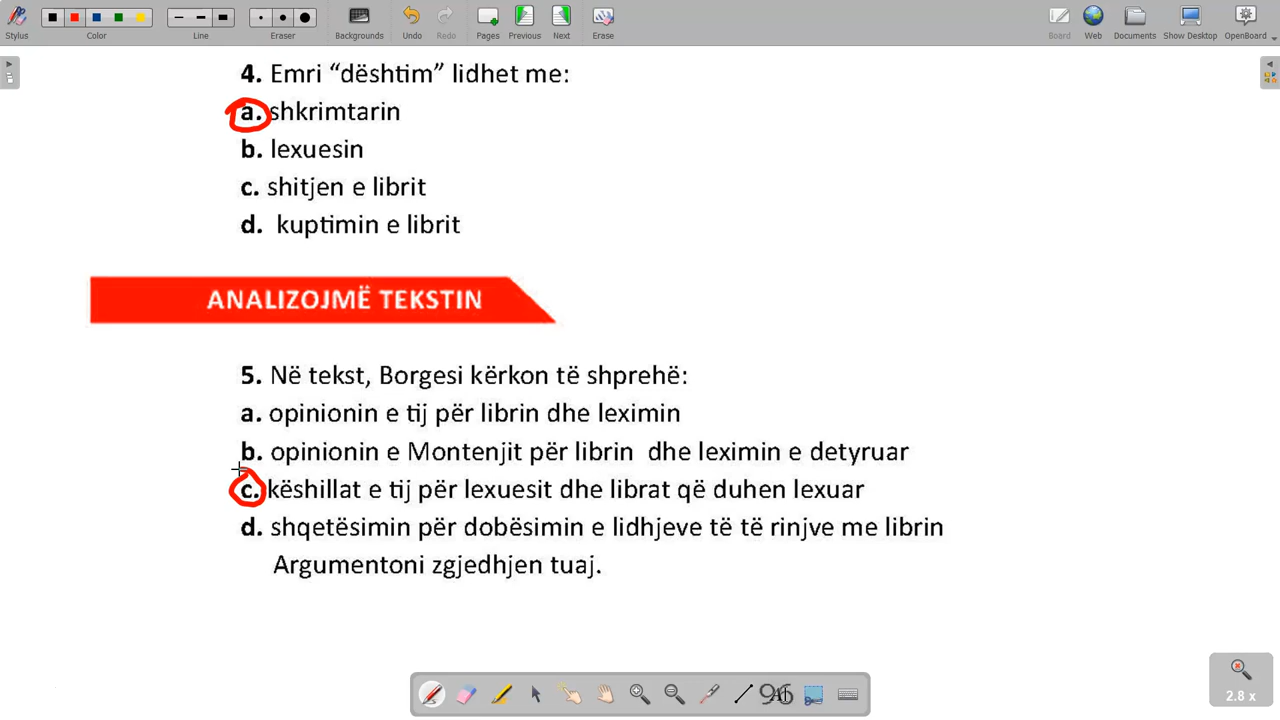 Stylus Color Line Eraser Backgrounds Undo Redo Pages Previous Next Erase Board Web Documents Show Desktop OpenBoard
4. Emri “dështim” lidhet me:
a. shkrimtarin
b. lexuesin
c. shitjen e librit
d. kuptimin e librit
ANALIZOJMË TEKSTIN
5. Në tekst, Borgesi kërkon të shprehë:
a. opinionin e tij për librin dhe leximin
b. opinionin e Montenjit për librin dhe leximin e detyruar
c. këshillat e tij për lexuesit dhe librat që duhen lexuar
d. shqetësimin për dobësimin e lidhjeve të të rinjve me librin
Argumentoni zgjedhjen tuaj.
2.8 x